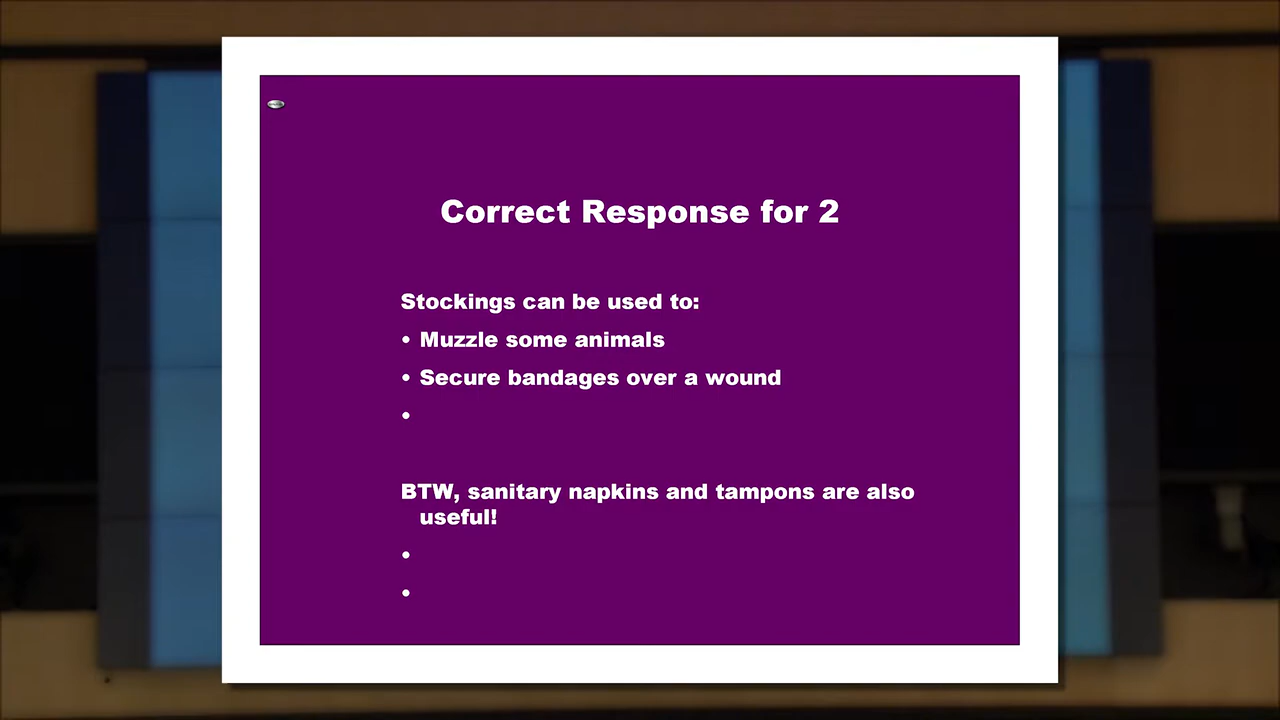 Correct Response for 2
Stockings can be used to:
• Muzzle some animals
• Secure bandages over a wound
•
BTW, sanitary napkins and tampons are also
useful!
•
•